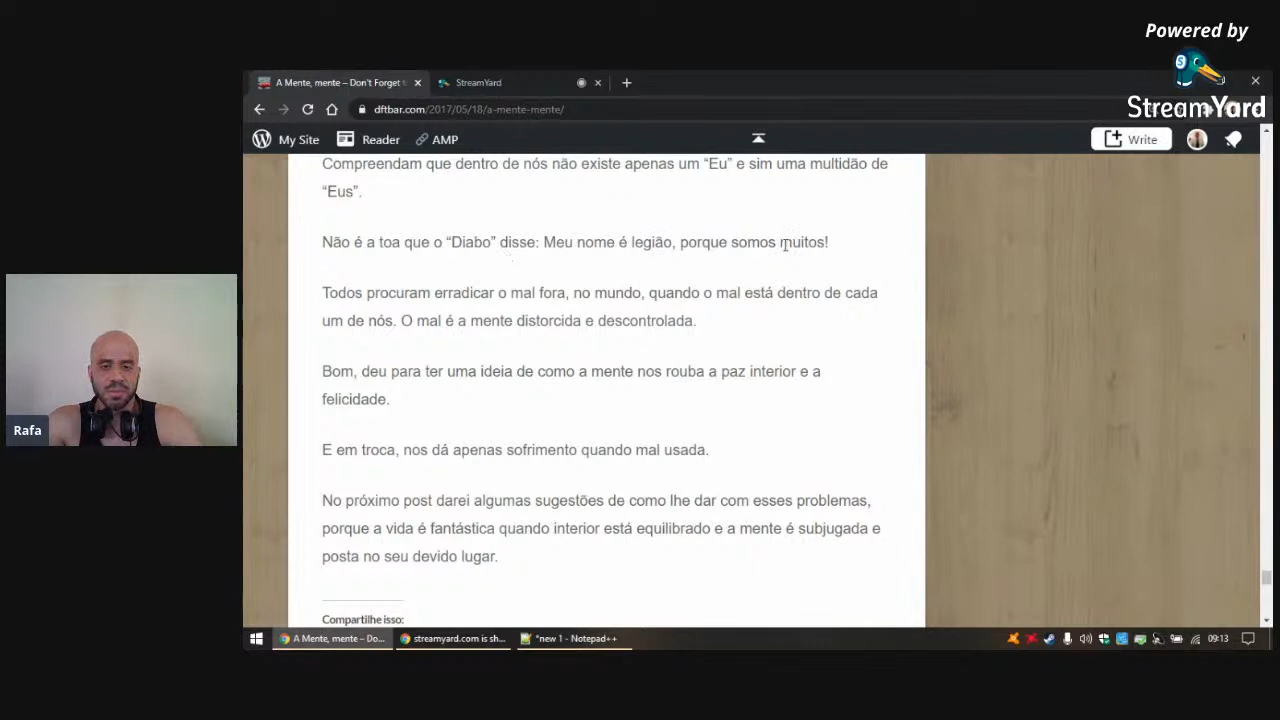 Powered by
StreamYard
A Mente, mente – Don't Forget
StreamYard
dftbar.com/2017/05/18/a-mente-mente/
My Site
Reader
AMP
Write
Compreendam que dentro de nós não existe apenas um “Eu” e sim uma multidão de
“Eus”.
Não é a toa que o “Diabo” disse: Meu nome é legião, porque somos muitos!
Todos procuram erradicar o mal fora, no mundo, quando o mal está dentro de cada
um de nós. O mal é a mente distorcida e descontrolada.
Bom, deu para ter uma ideia de como a mente nos rouba a paz interior e a
felicidade.
E em troca, nos dá apenas sofrimento quando mal usada.
No próximo post darei algumas sugestões de como lhe dar com esses problemas,
porque a vida é fantástica quando interior está equilibrado e a mente é subjugada e
posta no seu devido lugar.
Compartilhe isso:
Rafa
A Mente, mente – Do...
streamyard.com is sh...
*new 1 - Notepad++
09:13